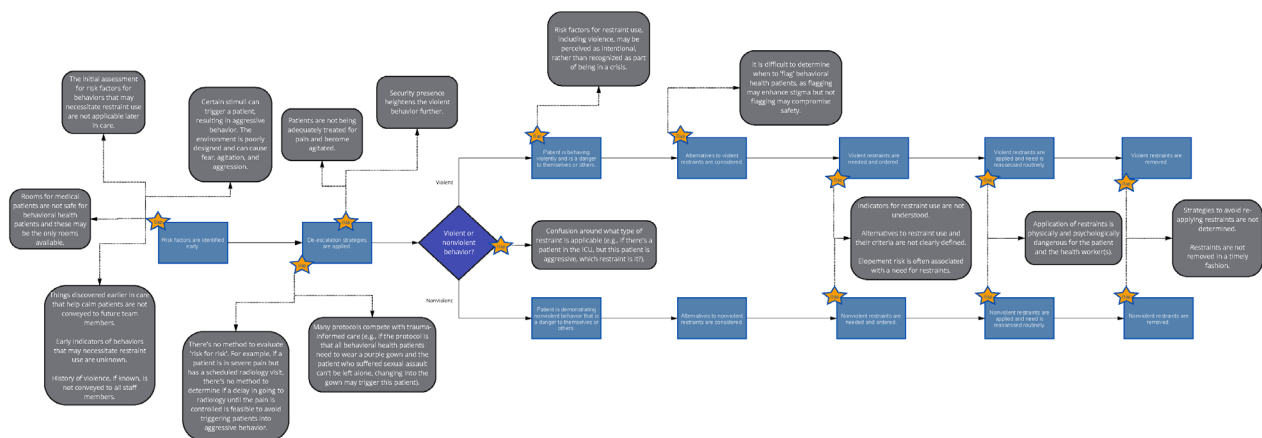 Risk factors for restraint use,
including violence, may be
perceived as intentional,
rather than recognized as part
of being in a crisis.
It is difficult to determine
when to 'flag' behavioral
health patients, as flagging
may enhance stigma but not
flagging may compromise
safety.
The initial assessment
for risk factors for
behaviors that may
necessitate restraint use
are not applicable later
in care.
Certain stimuli can
trigger a patient,
resulting in aggressive
behavior. The
environment is poorly
designed and can cause
fear, agitation, and
aggression.
Patients are not being
adequately treated for
pain and become
agitated.
Security presence
heightens the violent
behavior further.
Rooms for medical
patients are not safe for
behavioral health
patients and these may
be the only rooms
available.
Risk factors are identified
early.
De-escalation strategies
are applied.
Violent or
nonviolent
behavior?
Violent
Nonviolent
Patient is behaving
violently and is a danger
to themselves or others.
Alternatives to violent
restraints are considered.
Violent restraints are
needed and ordered.
Violent restraints are
applied and need is
reassessed routinely.
Violent restraints are
removed.
Confusion around what type of
restraint is applicable (e.g., if there's a
patient in the ICU, but this patient is
aggressive, which restraint is it?).
Indicators for restraint use are not
understood.
Alternatives to restraint use and
their criteria are not clearly defined.
Elopement risk is often associated
with a need for restraints.
Application of restraints is
physically and psychologically
dangerous for the patient
and the health worker(s).
Strategies to avoid re-
applying restraints are
not determined.
Restraints are not
removed in a timely
fashion.
Patient is demonstrating
nonviolent behavior that is
a danger to themselves or
others.
Alternatives to nonviolent
restraints are considered.
Nonviolent restraints are
needed and ordered.
Nonviolent restraints are
applied and need is
reassessed routinely.
Nonviolent restraints are
removed.
Things discovered earlier in care
that help calm patients are not
conveyed to future team
members.
Early indicators of behaviors
that may necessitate restraint
use are unknown.
History of violence, if known, is
not conveyed to all staff
members.
There's no method to evaluate
'risk for risk'. For example, if a
patient is in severe pain but
has a scheduled radiology visit,
there's no method to
determine if a delay in going to
radiology until the pain is
controlled is feasible to avoid
triggering patients into
aggressive behavior.
Many protocols compete with trauma-
informed care (e.g., if the protocol is
that all behavioral health patients
need to wear a purple gown and the
patient who suffered sexual assault
can't be left alone, changing into the
gown may trigger this patient).